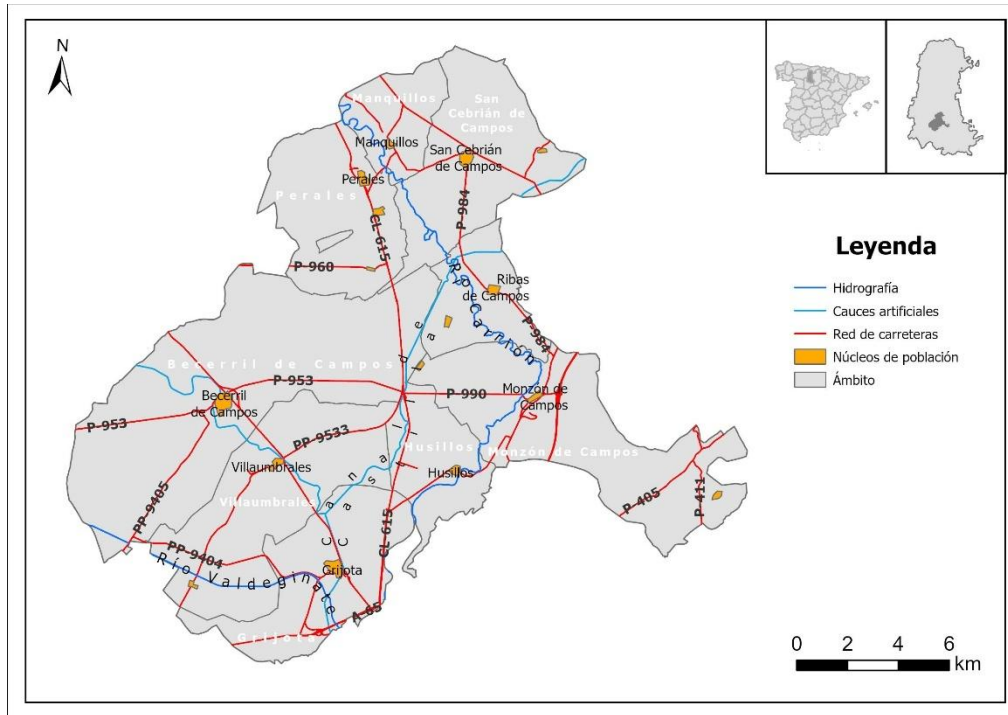 N
Manquillos
San
Cebrián de
Campos
Manquillos
San Cebrián
de Campos
Perales
Perales
P-984
CL 615
P-960
Río Carrión
Ribas
de Campos
P-984
Becerril de Campos
P-953
P-990
Becerril
de Campos
Monzón de
Campos
P-953
PP-9533
Canal de
Castilla
Husillos
Monzón de Campos
Villaumbrales
Husillos
Villaumbrales
PP-9405
P-405
P-411
CL 615
PP-9404
Río Valdeginate
Grijota
A-65
Grijota
Leyenda
Hidrografía
Cauces artificiales
Red de carreteras
Núcleos de población
Ámbito
0 2 4 6
km